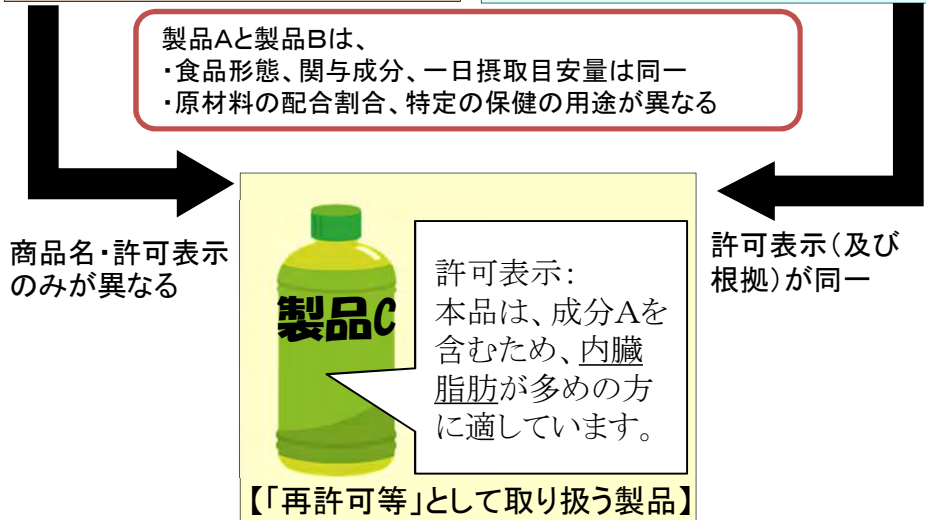 製品Aと製品Bは、
・食品形態、関与成分、一日摂取目安量は同一
・原材料の配合割合、特定の保健の用途が異なる
商品名・許可表示
のみが異なる
製品C
許可表示：
本品は、成分Aを
含むため、内臓
脂肪が多めの方
に適しています。
許可表示（及び
根拠）が同一
【「再許可等」として取り扱う製品】